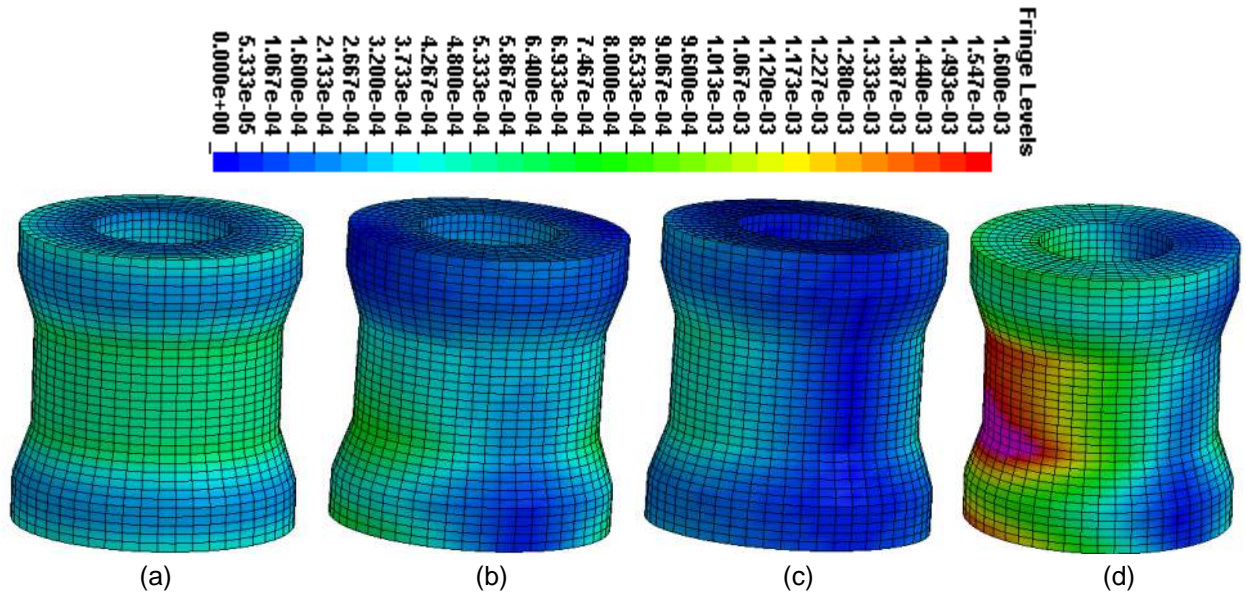 Fringe Levels
1.600e-03
1.547e-03
1.493e-03
1.440e-03
1.387e-03
1.333e-03
1.280e-03
1.227e-03
1.173e-03
1.120e-03
1.067e-03
1.013e-03
9.600e-04
9.067e-04
8.533e-04
8.000e-04
7.467e-04
6.933e-04
6.400e-04
5.867e-04
5.333e-04
4.800e-04
4.267e-04
3.733e-04
3.200e-04
2.667e-04
2.133e-04
1.600e-04
1.067e-04
5.333e-05
0.000e+00
(a) (b) (c) (d)